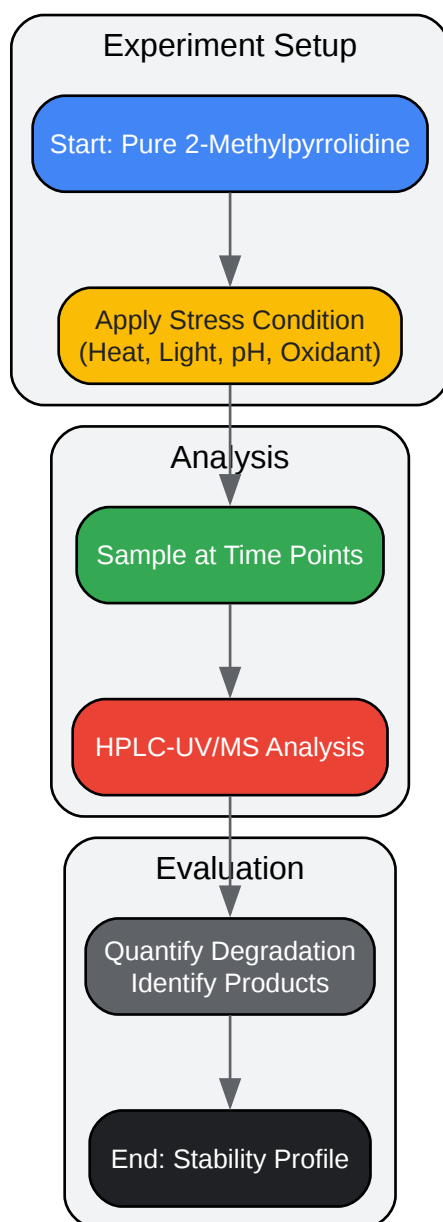 Experiment Setup
Start: Pure 2-Methylpyrrolidine
Apply Stress Condition
(Heat, Light, pH, Oxidant)
Analysis
Sample at Time Points
HPLC-UV/MS Analysis
Evaluation
Quantify Degradation
Identify Products
End: Stability Profile